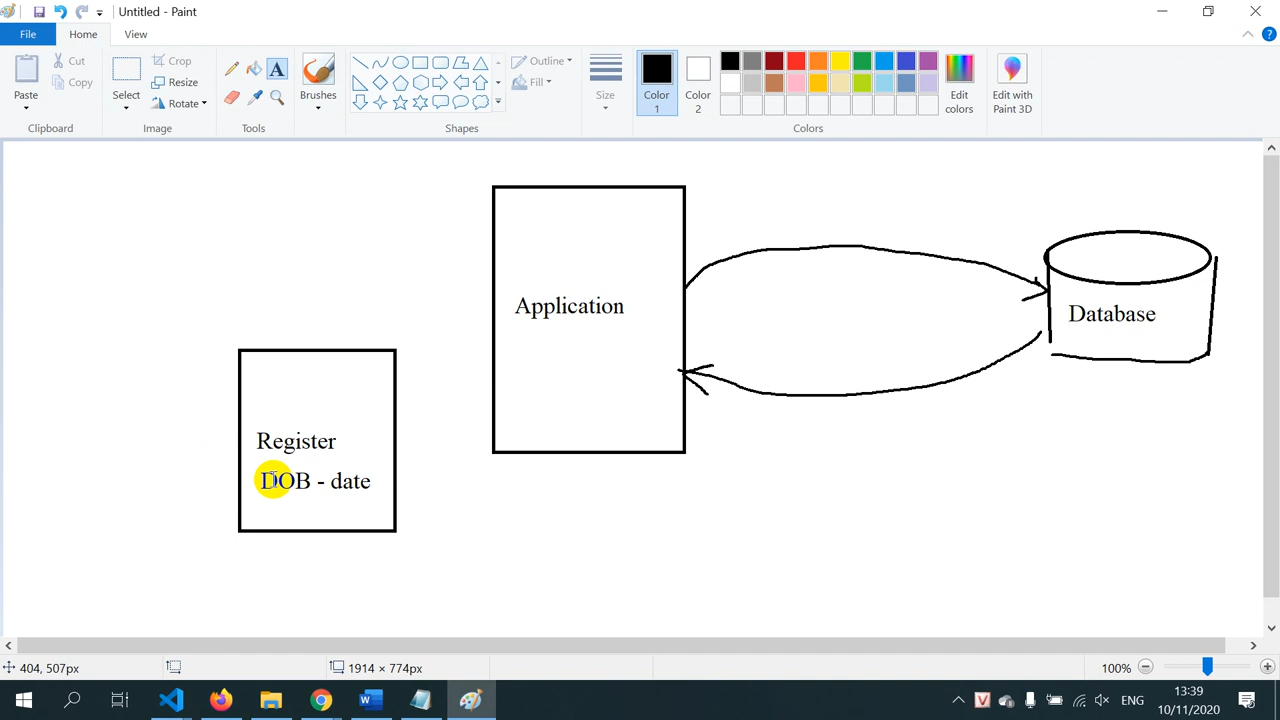 Untitled - Paint
File
Home
View
Paste
Cut
Copy
Clipboard
Select
Crop
Resize
Rotate
Image
A
Tools
Brushes
Outline
Fill
Shapes
Size
Color 1
Color 2
Edit colors
Colors
Edit with Paint 3D
Application
Database
Register
DOB - date
404, 507px
1914 × 774px
100%
ENG
13:39
10/11/2020